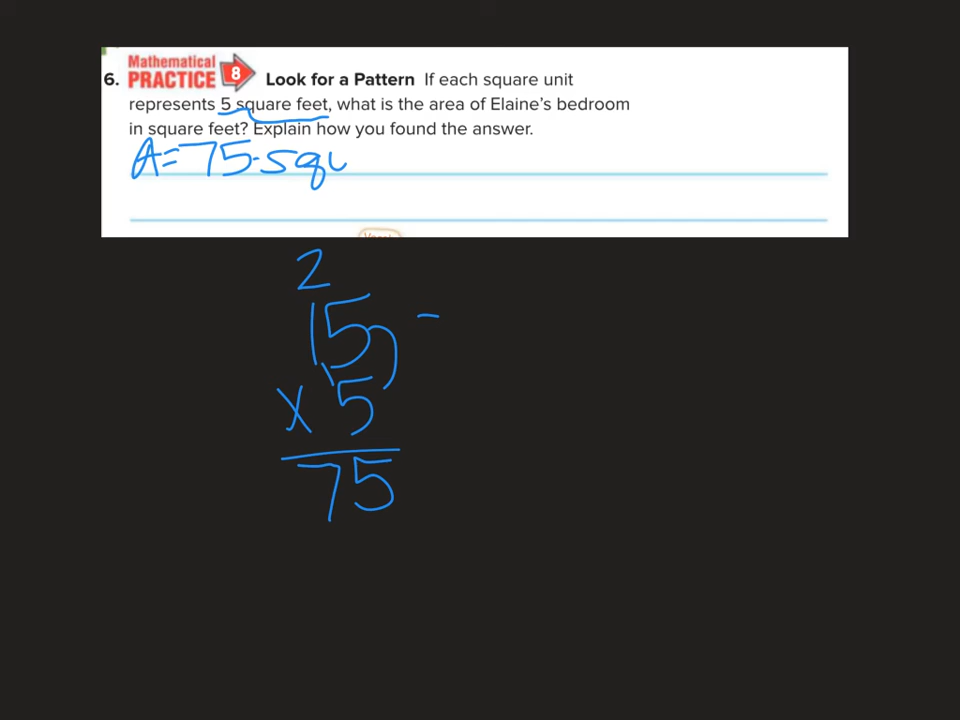 Mathematical
6. PRACTICE 8 Look for a Pattern If each square unit
represents 5 square feet, what is the area of Elaine's bedroom
in square feet? Explain how you found the answer.
A=75 squ
2
15 -
x 5
75